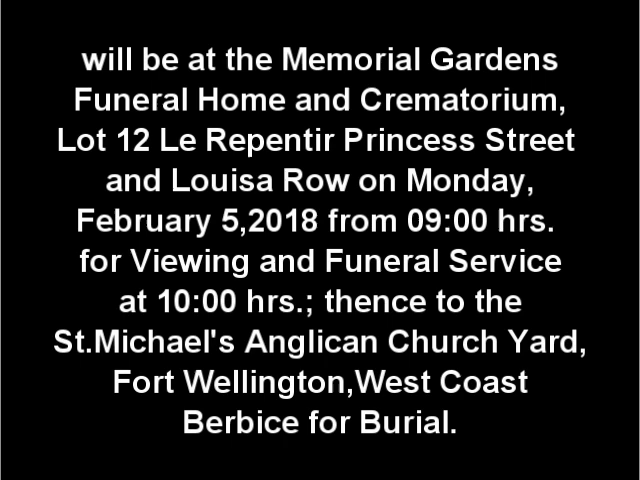 will be at the Memorial Gardens
Funeral Home and Crematorium,
Lot 12 Le Repentir Princess Street
and Louisa Row on Monday,
February 5,2018 from 09:00 hrs.
for Viewing and Funeral Service
at 10:00 hrs.; thence to the
St.Michael's Anglican Church Yard,
Fort Wellington,West Coast
Berbice for Burial.